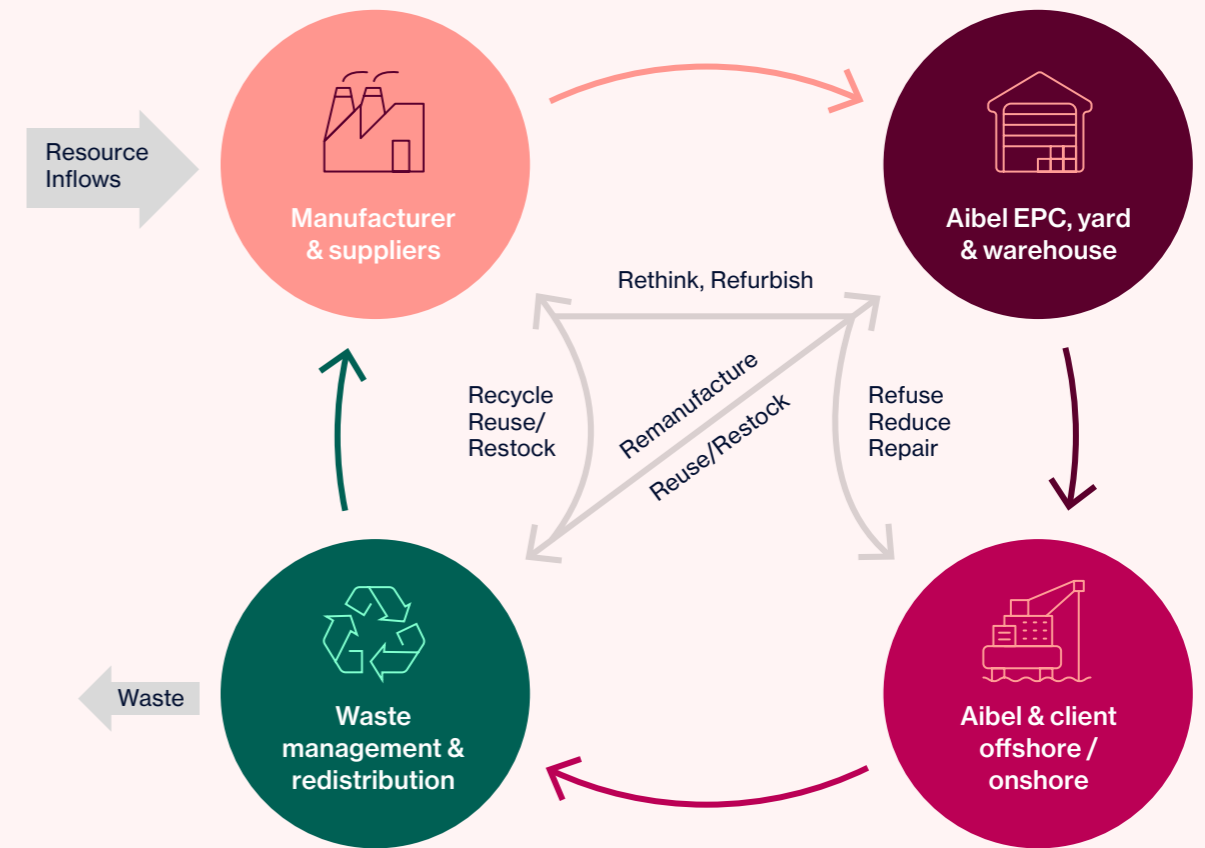 Resource
Inflows
Manufacturer
& suppliers
Aibel EPC, yard
& warehouse
Rethink, Refurbish
Recycle
Reuse/
Restock
Remanufacture
Reuse/Restock
Refuse
Reduce
Repair
Waste
Waste
management &
redistribution
Aibel & client
offshore /
onshore